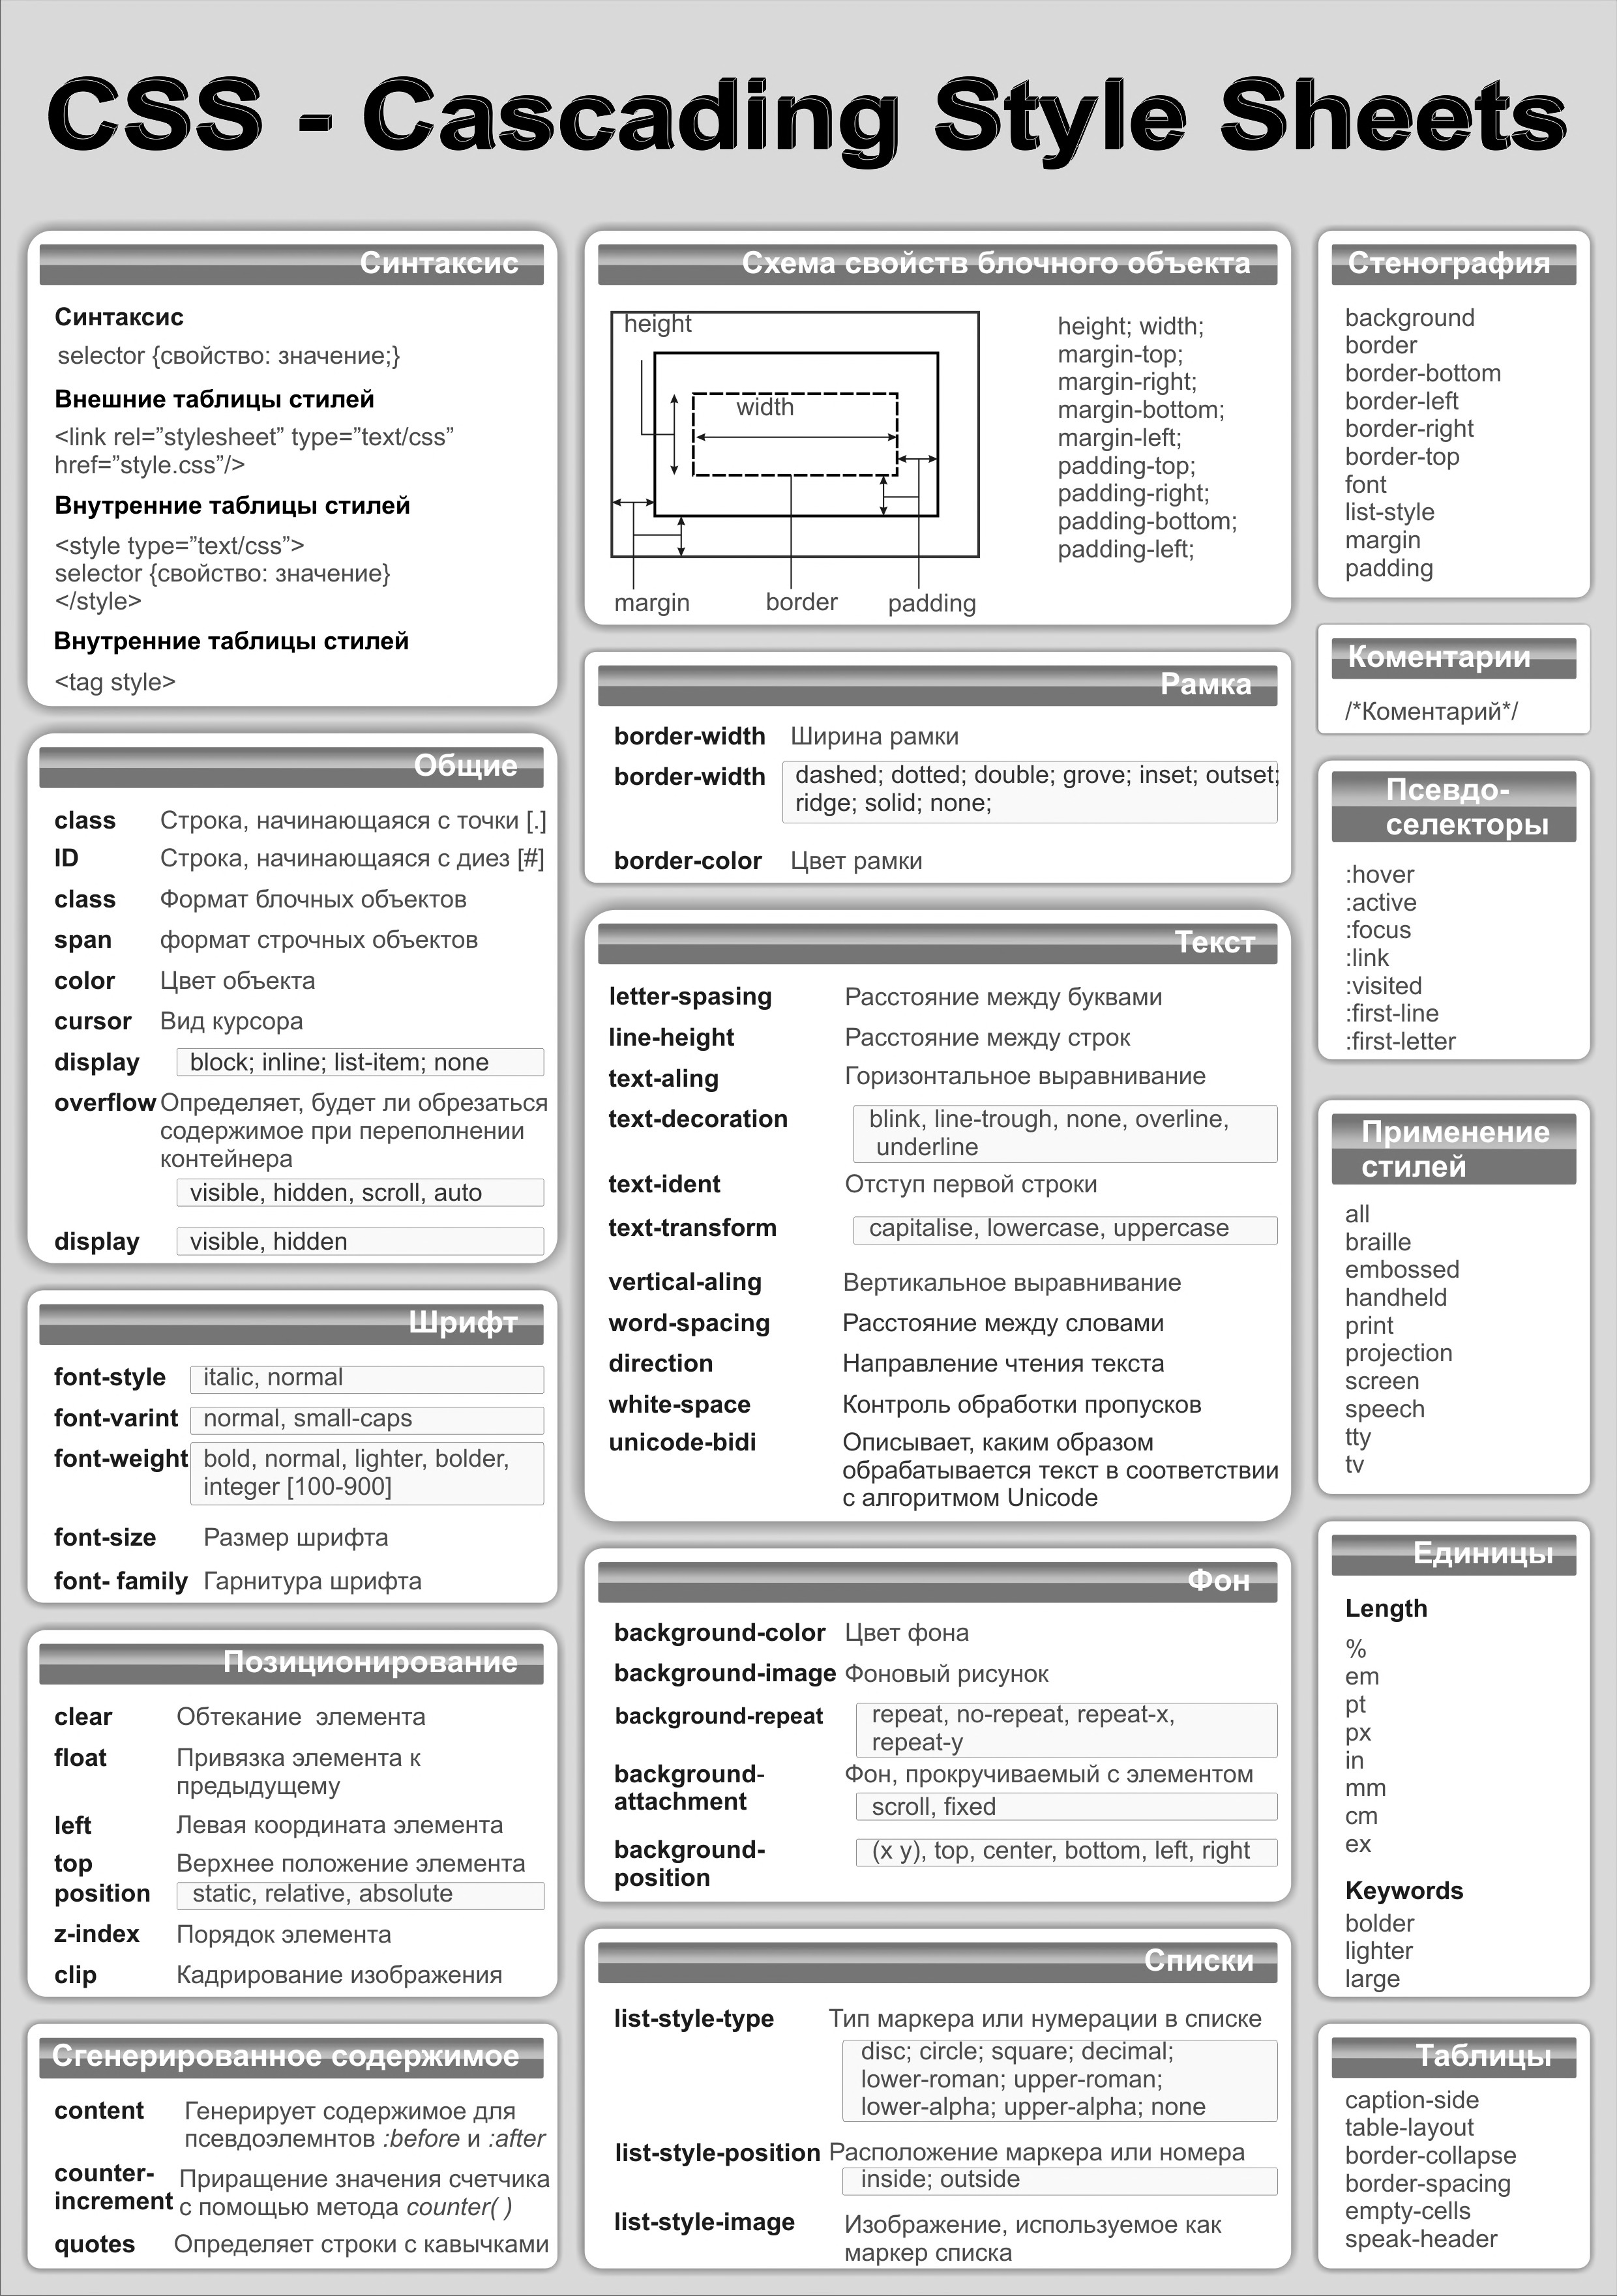 CSS - Cascading Style Sheets
Синтаксис
Синтаксис
selector {свойство: значение;}
Внешние таблицы стилей
<link rel=”stylesheet” type=”text/css”
href=”style.css”/>
Внутренние таблицы стилей
<style type=”text/css”>
selector {свойство: значение}
</style>
Внутренние таблицы стилей
<tag style>
Общие
class Строка, начинающаяся с точки [.]
ID Строка, начинающаяся с диез [#]
class Формат блочных объектов
span формат строчных объектов
color Цвет объекта
cursor Вид курсора
display block; inline; list-item; none
overflow Определяет, будет ли обрезаться
содержимое при переполнении
контейнера
visible, hidden, scroll, auto
display visible, hidden
Шрифт
font-style italic, normal
font-varint normal, small-caps
font-weight bold, normal, lighter, bolder,
integer [100-900]
font-size Размер шрифта
font- family Гарнитура шрифта
Позиционирование
clear Обтекание элемента
float Привязка элемента к
предыдущему
left Левая координата элемента
top Верхнее положение элемента
position static, relative, absolute
z-index Порядок элемента
clip Кадрирование изображения
Сгенерированное содержимое
content Генерирует содержимое для
псевдоэлемнтов :before и :after
counter- Приращение значения счетчика
increment с помощью метода counter( )
quotes Определяет строки с кавычками
Схема свойств блочного объекта
height
width
margin border padding
height; width;
margin-top;
margin-right;
margin-bottom;
margin-left;
padding-top;
padding-right;
padding-bottom;
padding-left;
Рамка
border-width Ширина рамки
border-width dashed; dotted; double; grove; inset; outset;
ridge; solid; none;
border-color Цвет рамки
Текст
letter-spasing Расстояние между буквами
line-height Расстояние между строк
text-aling Горизонтальное выравнивание
text-decoration blink, line-trough, none, overline,
underline
text-ident Отступ первой строки
text-transform capitalise, lowercase, uppercase
vertical-aling Вертикальное выравнивание
word-spacing Расстояние между словами
direction Направление чтения текста
white-space Контроль обработки пропусков
unicode-bidi Описывает, каким образом
обрабатывается текст в соответствии
с алгоритмом Unicode
Фон
background-color Цвет фона
background-image Фоновый рисунок
background-repeat repeat, no-repeat, repeat-x,
repeat-y
background- Фон, прокручиваемый с элементом
attachment scroll, fixed
background- (x y), top, center, bottom, left, right
position
Списки
list-style-type Тип маркера или нумерации в списке
disc; circle; square; decimal;
lower-roman; upper-roman;
lower-alpha; upper-alpha; none
list-style-position Расположение маркера или номера
inside; outside
list-style-image Изображение, используемое как
маркер списка
Стенография
background
border
border-bottom
border-left
border-right
border-top
font
list-style
margin
padding
Коментарии
/*Коментарий*/
Псевдо-
селекторы
:hover
:active
:focus
:link
:visited
:first-line
:first-letter
Применение
стилей
all
braille
embossed
handheld
print
projection
screen
speech
tty
tv
Единицы
Length
%
em
pt
px
in
mm
cm
ex
Keywords
bolder
lighter
large
Таблицы
caption-side
table-layout
border-collapse
border-spacing
empty-cells
speak-header